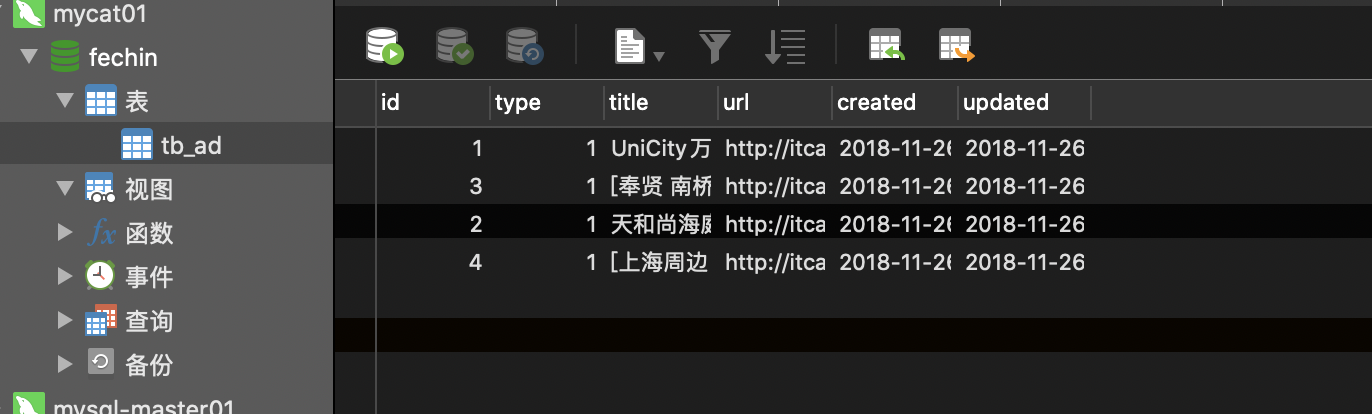 mycat01
fechin
表
tb_ad
视图
fx 函数
事件
查询
备份
mysql-master01
id type title url created updated
1 1 UniCity万 http://itca 2018-11-26 2018-11-26
3 1 [奉贤 南桥 http://itca 2018-11-26 2018-11-26
2 1 天和尚海庭 http://itca 2018-11-26 2018-11-26
4 1 [上海周边 http://itca 2018-11-26 2018-11-26